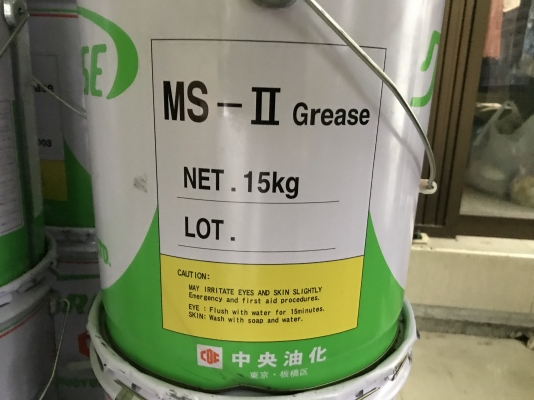 MS-II Grease
NET. 15kg
LOT.
CAUTION:
MAY IRRITATE EYES AND SKIN SLIGHTLY
Emergency and first aid procedures.
EYE: Flush with water for 15minutes.
SKIN: Wash with soap and water.
中央油化
東京・板橋区